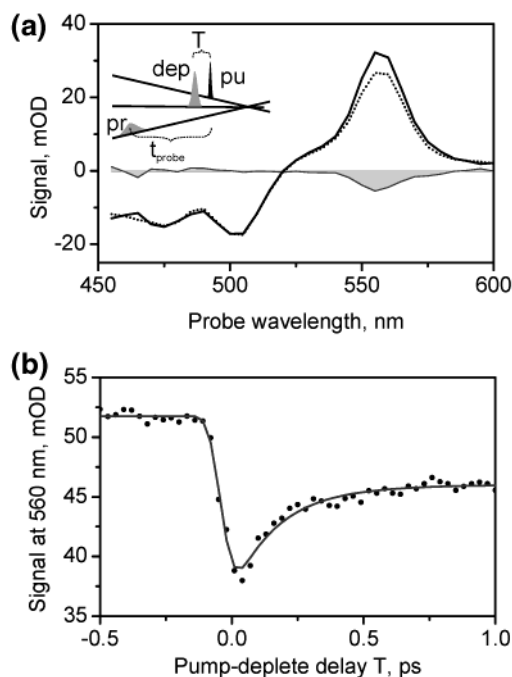 (a)
T
dep
pu
pr
t probe
Signal, mOD
40
20
0
-20
450
500
550
600
Probe wavelength, nm
(b)
Signal at 560 nm, mOD
55
50
45
40
35
-0.5
0.0
0.5
1.0
Pump-deplete delay T, ps